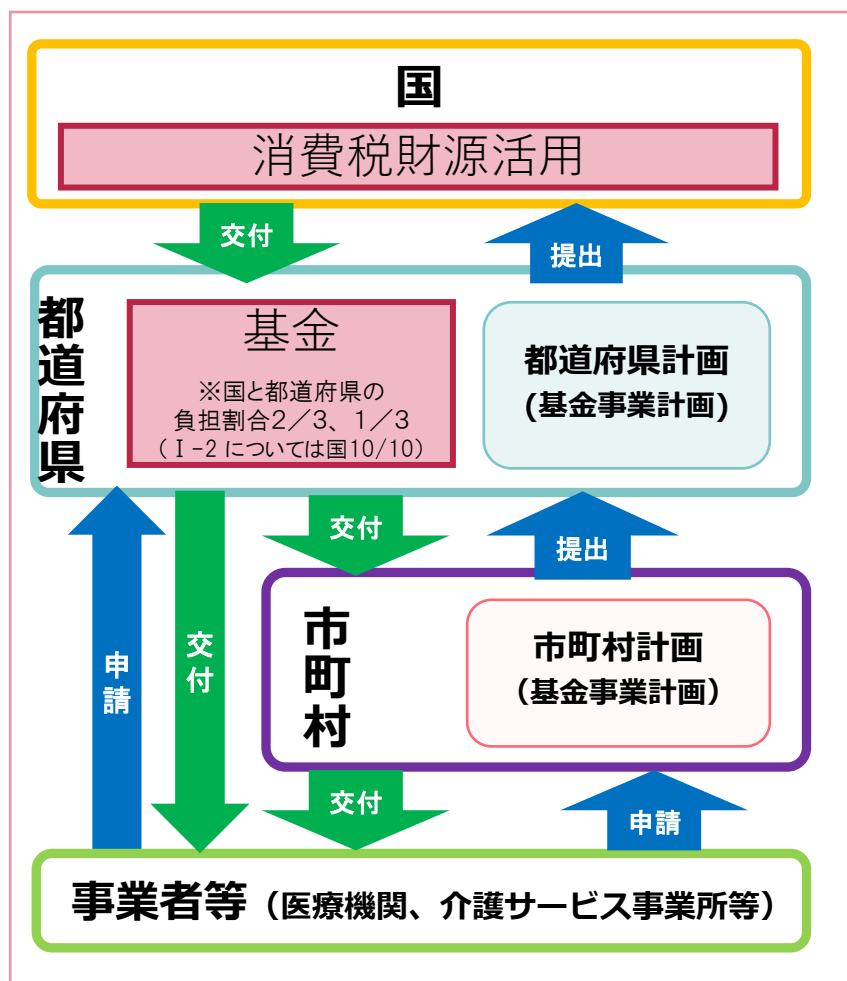 国
消費税財源活用
交付
提出
都道府県
基金
※国と都道府県の
負担割合2／3、1／3
（Ⅰ-2 については国10/10）
都道府県計画
(基金事業計画)
交付
提出
申請
交付
市町村
市町村計画
（基金事業計画）
交付
申請
事業者等（医療機関、介護サービス事業所等）